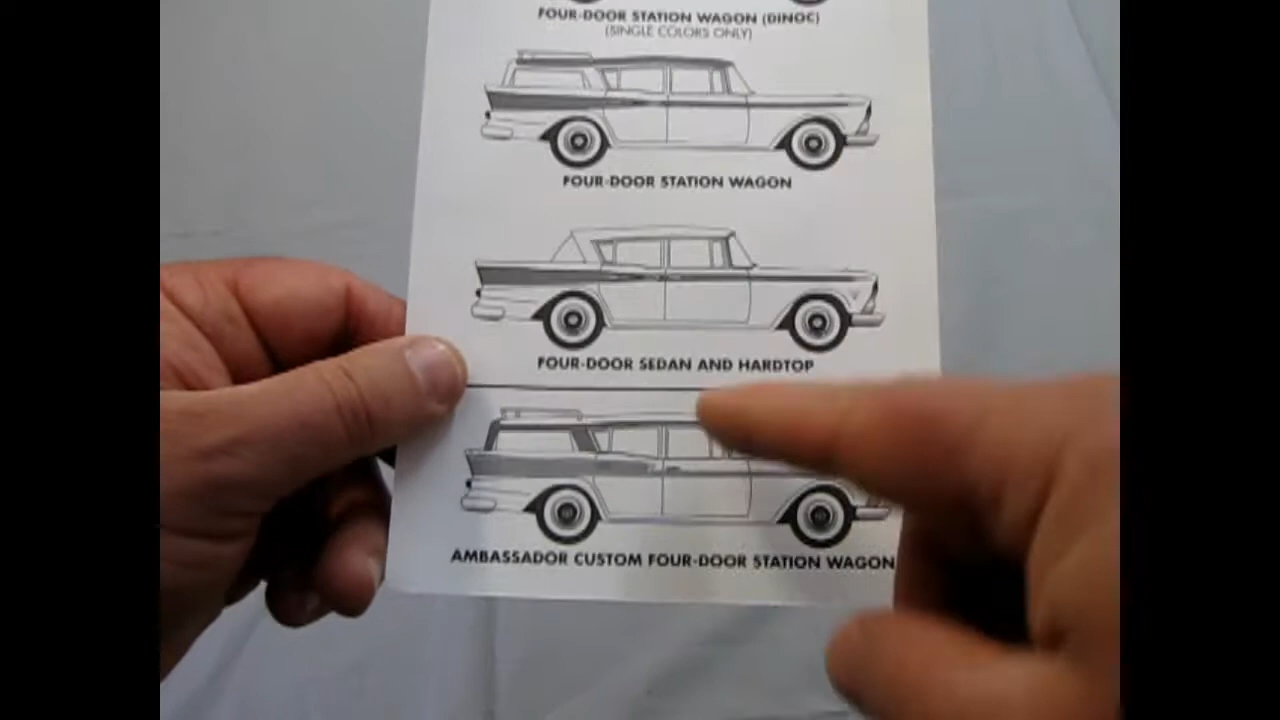 FOUR-DOOR STATION WAGON (DINOC)
(SINGLE COLORS ONLY)
FOUR-DOOR STATION WAGON
FOUR-DOOR SEDAN AND HARDTOP
AMBASSADOR CUSTOM FOUR-DOOR STATION WAGON